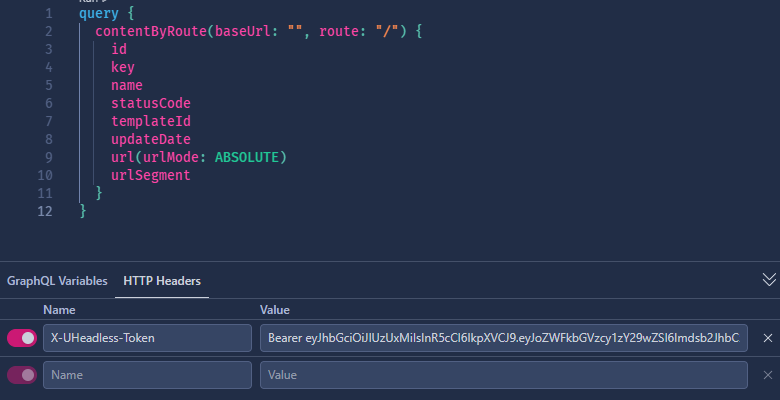 1 query {
2 contentByRoute(baseUrl: "", route: "/") {
3 id
4 key
5 name
6 statusCode
7 templateId
8 updateDate
9 url(urlMode: ABSOLUTE)
10 urlSegment
11 }
12 }
GraphQL Variables HTTP Headers
Name Value
X-UHeadless-Token Bearer eyJhbGciOiJIUzUxMiIsInR5cCI6IkpXVCJ9.eyJoZWFkbGVzcy1zY29wZSI6Imdsb2JhbC
Name Value